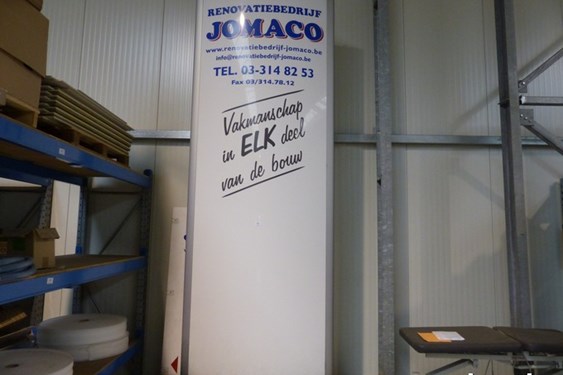 RENOVATIEBEDRIJF
JOMACO
www.renovatiebedrijf-jomaco.be
info@renovatiebedrijf-jomaco.be
TEL. 03-314 82 53
Fax 03/314.78.12
Vakmanschap
in ELK deel
van de bouw